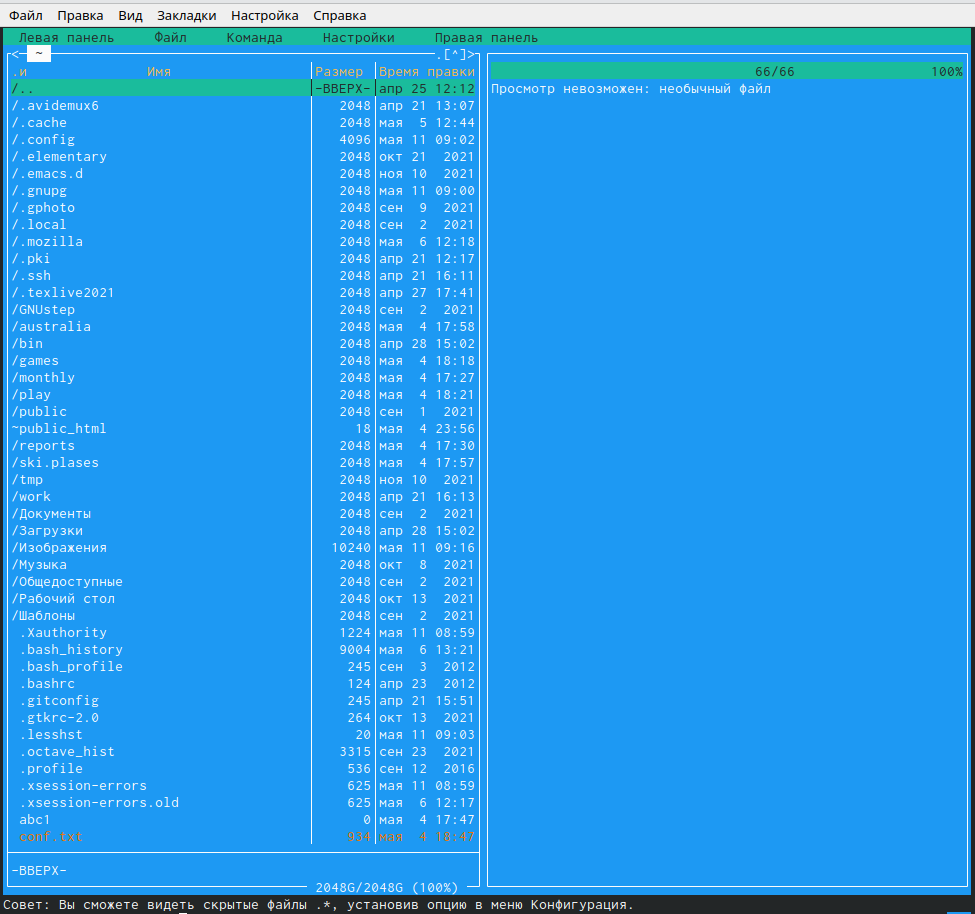 Файл Правка Вид Закладки Настройка Справка
Левая панель Файл Команда Настройки Правая панель
<- ~ .[^]>
.и Имя Размер Время правки 66/66 100%
/.. -ВВЕРХ- апр 25 12:12 Просмотр невозможен: необычный файл
/.avidemux6 2048 апр 21 13:07
/.cache 2048 мая 5 12:44
/.config 4096 мая 11 09:02
/.elementary 2048 окт 21 2021
/.emacs.d 2048 ноя 10 2021
/.gnupg 2048 мая 11 09:00
/.gphoto 2048 сен 9 2021
/.local 2048 сен 2 2021
/.mozilla 2048 мая 6 12:18
/.pki 2048 апр 21 12:17
/.ssh 2048 апр 21 16:11
/.texlive2021 2048 апр 27 17:41
/GNUstep 2048 сен 2 2021
/australia 2048 мая 4 17:58
/bin 2048 апр 28 15:02
/games 2048 мая 4 18:18
/monthly 2048 мая 4 17:27
/play 2048 мая 4 18:21
/public 2048 сен 1 2021
~public_html 18 мая 4 23:56
/reports 2048 мая 4 17:30
/ski.plases 2048 мая 4 17:57
/tmp 2048 ноя 10 2021
/work 2048 апр 21 16:13
/Документы 2048 сен 2 2021
/Загрузки 2048 апр 28 15:02
/Изображения 10240 мая 11 09:16
/Музыка 2048 окт 8 2021
/Общедоступные 2048 сен 2 2021
/Рабочий стол 2048 окт 13 2021
/Шаблоны 2048 сен 2 2021
.Xauthority 1224 мая 11 08:59
.bash_history 9004 мая 6 13:21
.bash_profile 245 сен 3 2012
.bashrc 124 апр 23 2012
.gitconfig 245 апр 21 15:51
.gtkrc-2.0 264 окт 13 2021
.lesshst 20 мая 11 09:03
.octave_hist 3315 сен 23 2021
.profile 536 сен 12 2016
.xsession-errors 625 мая 11 08:59
.xsession-errors.old 625 мая 6 12:17
abc1 0 мая 4 17:47
conf.txt 934 мая 4 18:47
-ВВЕРХ-
2048G/2048G (100%)
Совет: Вы сможете видеть скрытые файлы .*, установив опцию в меню Конфигурация.